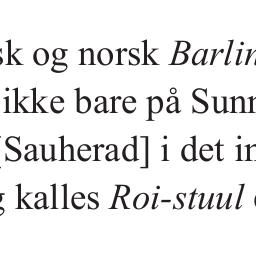 sk og norsk Barlin
ikke bare på Sunn
[Sauherad] i det in
g kalles Roi-stuul